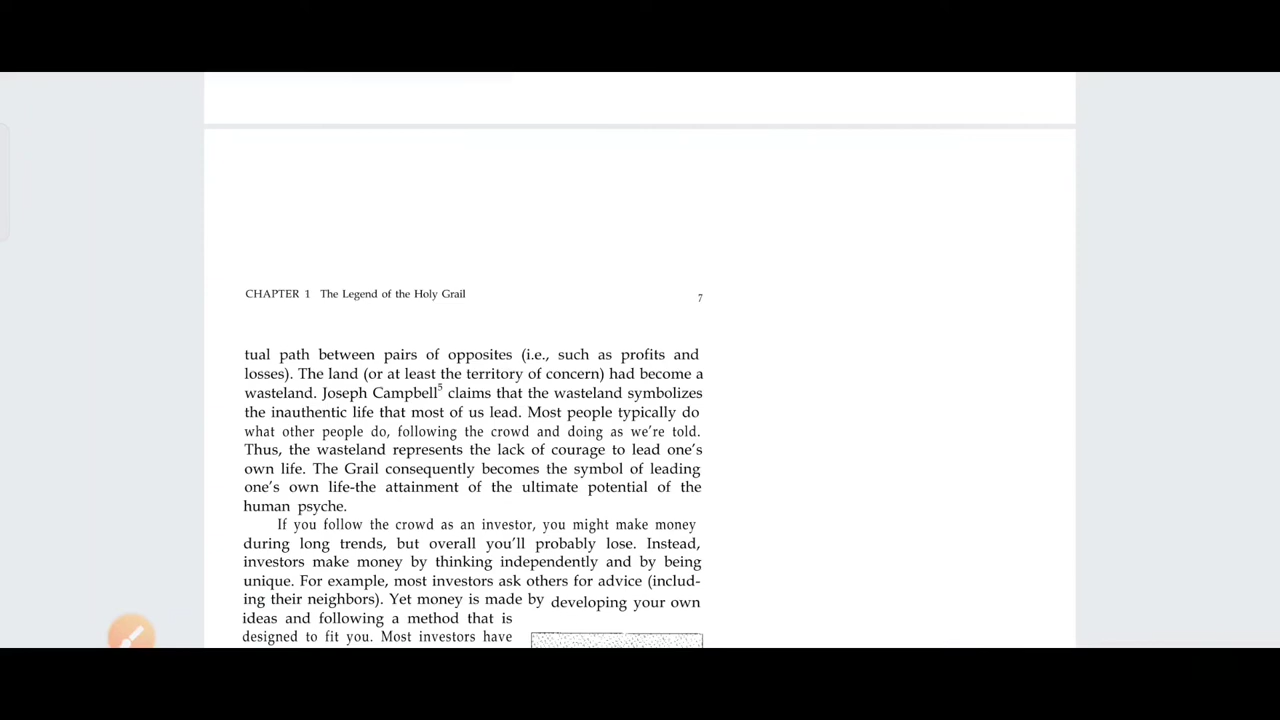 CHAPTER 1 The Legend of the Holy Grail 7
tual path between pairs of opposites (i.e., such as profits and
losses). The land (or at least the territory of concern) had become a
wasteland. Joseph Campbell5 claims that the wasteland symbolizes
the inauthentic life that most of us lead. Most people typically do
what other people do, following the crowd and doing as we're told.
Thus, the wasteland represents the lack of courage to lead one's
own life. The Grail consequently becomes the symbol of leading
one's own life-the attainment of the ultimate potential of the
human psyche.
If you follow the crowd as an investor, you might make money
during long trends, but overall you'll probably lose. Instead,
investors make money by thinking independently and by being
unique. For example, most investors ask others for advice (includ-
ing their neighbors). Yet money is made by developing your own
ideas and following a method that is
designed to fit you. Most investors have